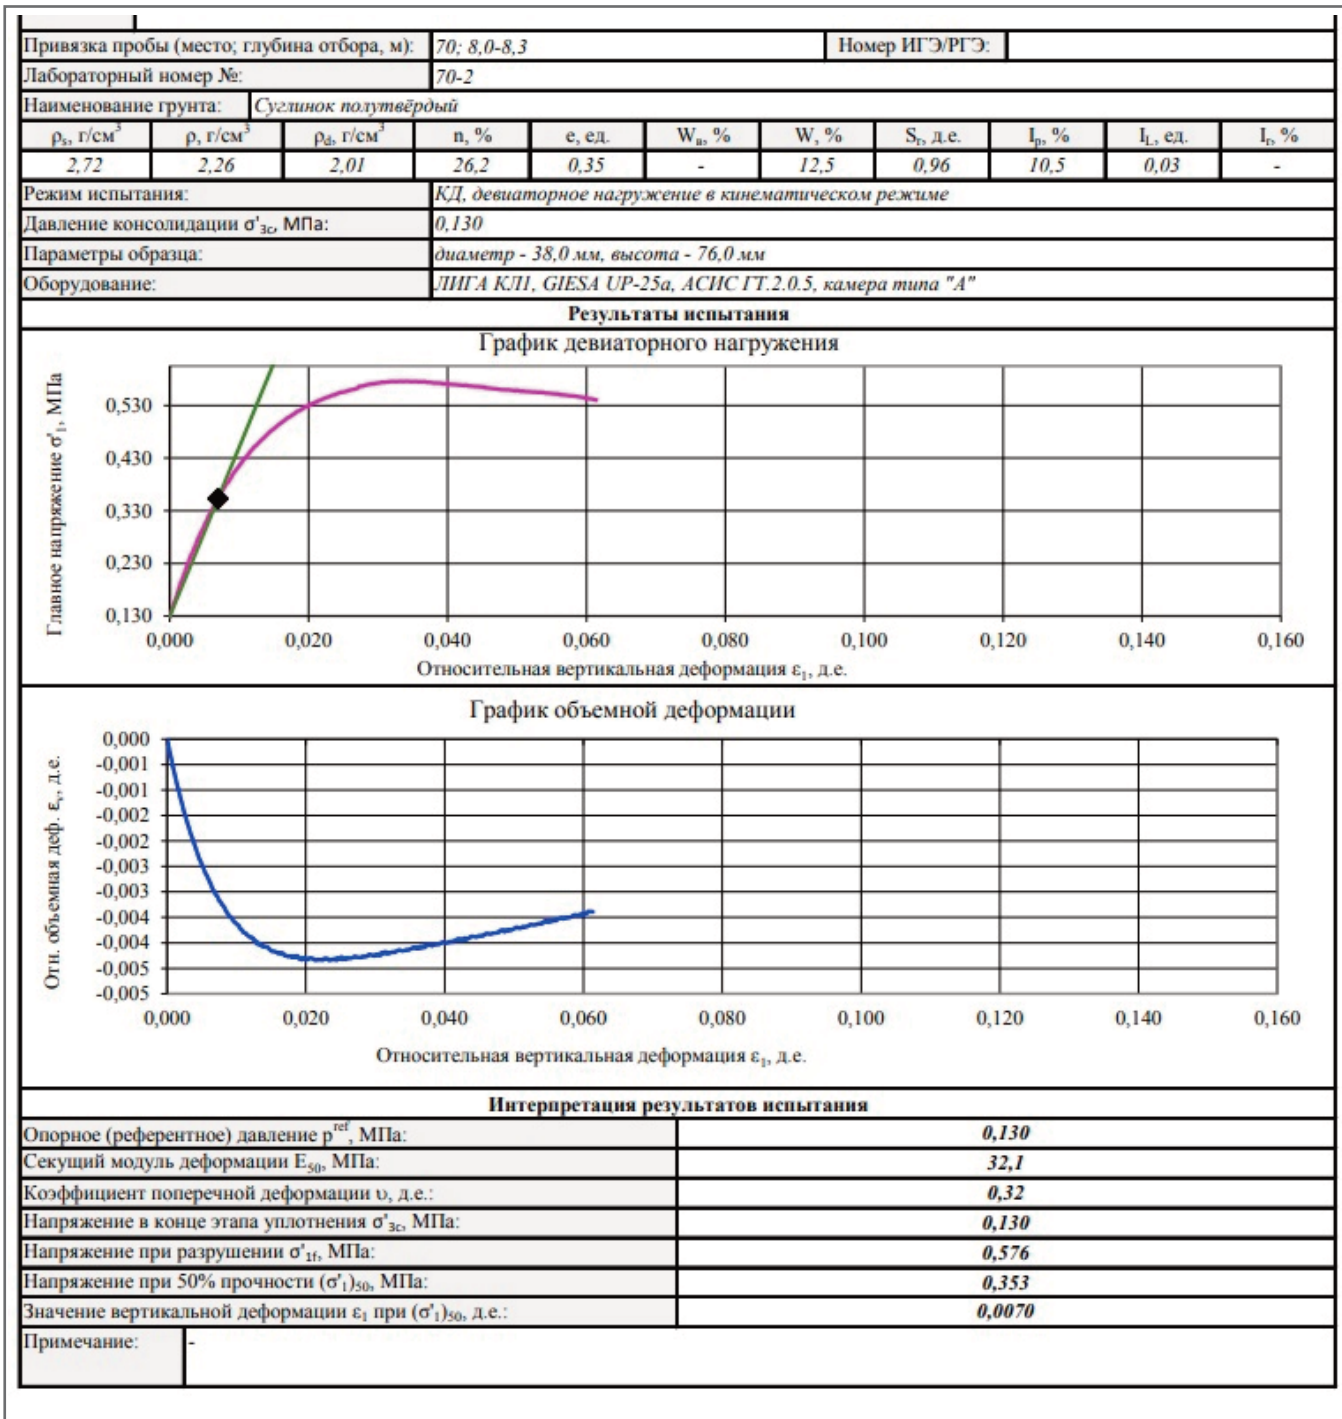 Привязка пробы (место; глубина отбора, м): 70; 8,0-8,3 Номер ИГЭ/РГЭ:
Лабораторный номер №: 70-2
Наименование грунта: Суглинок полутвёрдый
ρs, г/см³ ρ, г/см³ ρd, г/см³ n, % e, ед. Wв, % W, % Sr, д.е. Ip, % IL, ед. Ir, %
2,72 2,26 2,01 26,2 0,35 - 12,5 0,96 10,5 0,03 -
Режим испытания: КД, девиаторное нагружение в кинематическом режиме
Давление консолидации σ'3c, МПа: 0,130
Параметры образца: диаметр - 38,0 мм, высота - 76,0 мм
Оборудование: ЛИГА КЛ1, GIESA UP-25a, АСИС ГТ.2.0.5, камера типа "А"
Результаты испытания
График девиаторного нагружения
Главное напряжение σ'1, МПа
0,530
0,430
0,330
0,230
0,130
0,000 0,020 0,040 0,060 0,080 0,100 0,120 0,140 0,160
Относительная вертикальная деформация ε1, д.е.
График объемной деформации
Отн. объемная деф. εv, д.е.
0,000
-0,001
-0,001
-0,002
-0,002
-0,003
-0,003
-0,004
-0,004
-0,005
-0,005
0,000 0,020 0,040 0,060 0,080 0,100 0,120 0,140 0,160
Относительная вертикальная деформация ε1, д.е.
Интерпретация результатов испытания
Опорное (референтное) давление p^ref, МПа: 0,130
Секущий модуль деформации E50, МПа: 32,1
Коэффициент поперечной деформации υ, д.е.: 0,32
Напряжение в конце этапа уплотнения σ'3c, МПа: 0,130
Напряжение при разрушении σ'1f, МПа: 0,576
Напряжение при 50% прочности (σ'1)50, МПа: 0,353
Значение вертикальной деформации ε1 при (σ'1)50, д.е.: 0,0070
Примечание: -